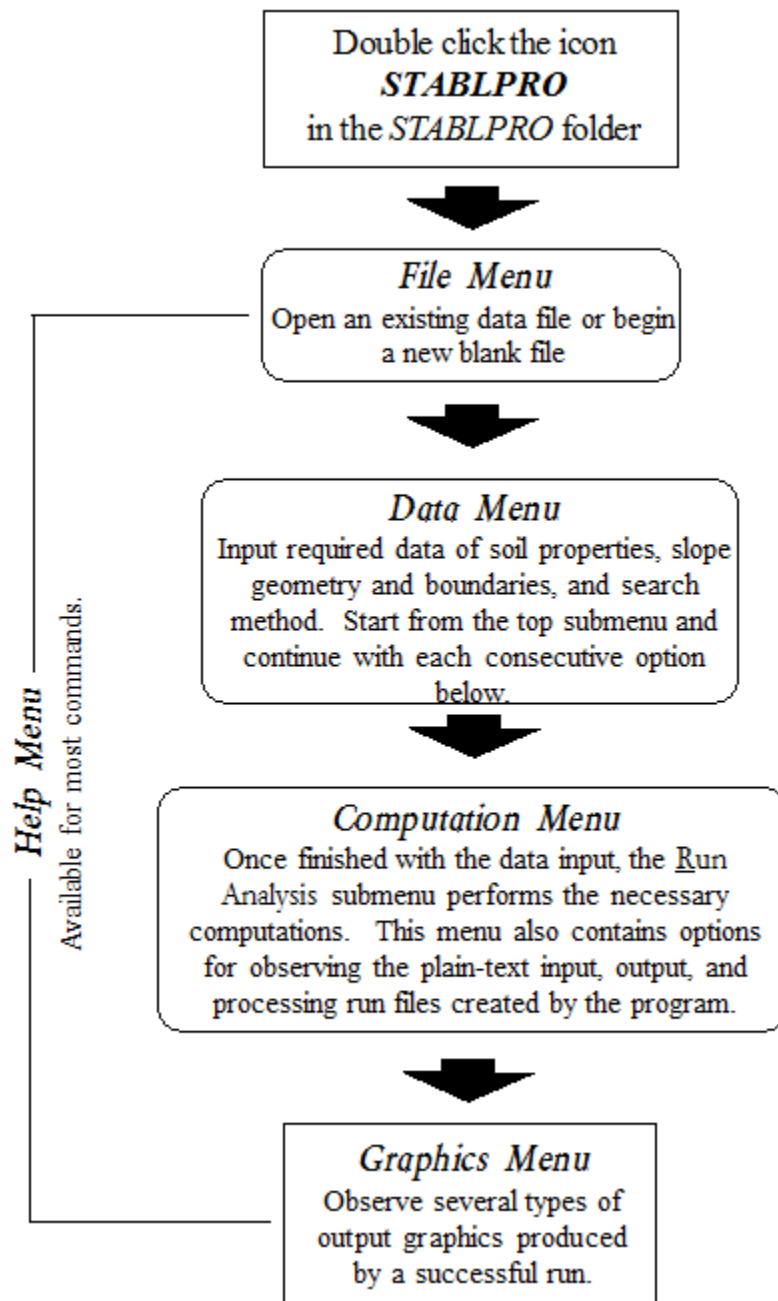 Double click the icon
STABLPRO
in the STABLPRO folder
File Menu
Open an existing data file or begin
a new blank file
Data Menu
Input required data of soil properties, slope
geometry and boundaries, and search
method. Start from the top submenu and
continue with each consecutive option
below.
Computation Menu
Once finished with the data input, the Run
Analysis submenu performs the necessary
computations. This menu also contains options
for observing the plain-text input, output, and
processing run files created by the program.
Graphics Menu
Observe several types of
output graphics produced
by a successful run.
Help Menu
Available for most commands.